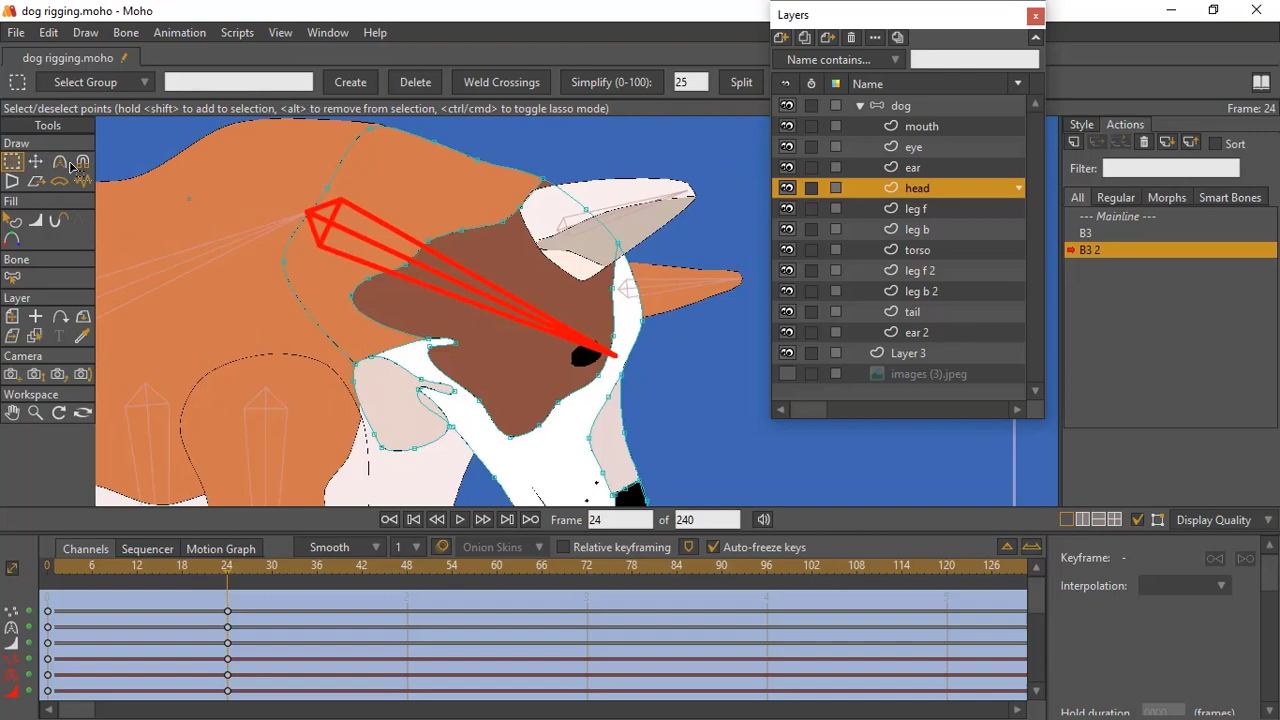 dog rigging.moho - Moho
File Edit Draw Bone Animation Scripts View Window Help
dog rigging.moho
Select Group Create Delete Weld Crossings Simplify (0-100): 25 Split
Select/deselect points (hold <shift> to add to selection, <alt> to remove from selection, <ctrl/cmd> to toggle lasso mode) Frame: 24
Tools
Draw
Fill
Bone
Layer
Camera
Workspace
Layers
Name contains...
Name
dog
mouth
eye
ear
head
leg f
leg b
torso
leg f 2
leg b 2
tail
ear 2
Layer 3
images (3).jpeg
Style Actions
Sort
Filter:
All Regular Morphs Smart Bones
--- Mainline ---
B3
B3 2
Frame 24 of 240 Display Quality
Channels Sequencer Motion Graph Smooth 1 Onion Skins Relative keyframing Auto-freeze keys
0 6 12 18 24 30 36 42 48 54 60 66 72 78 84 90 96 102 108 114 120 126
0 2 3 4 5
Keyframe: -
Interpolation:
Hold duration 0000 (frames)